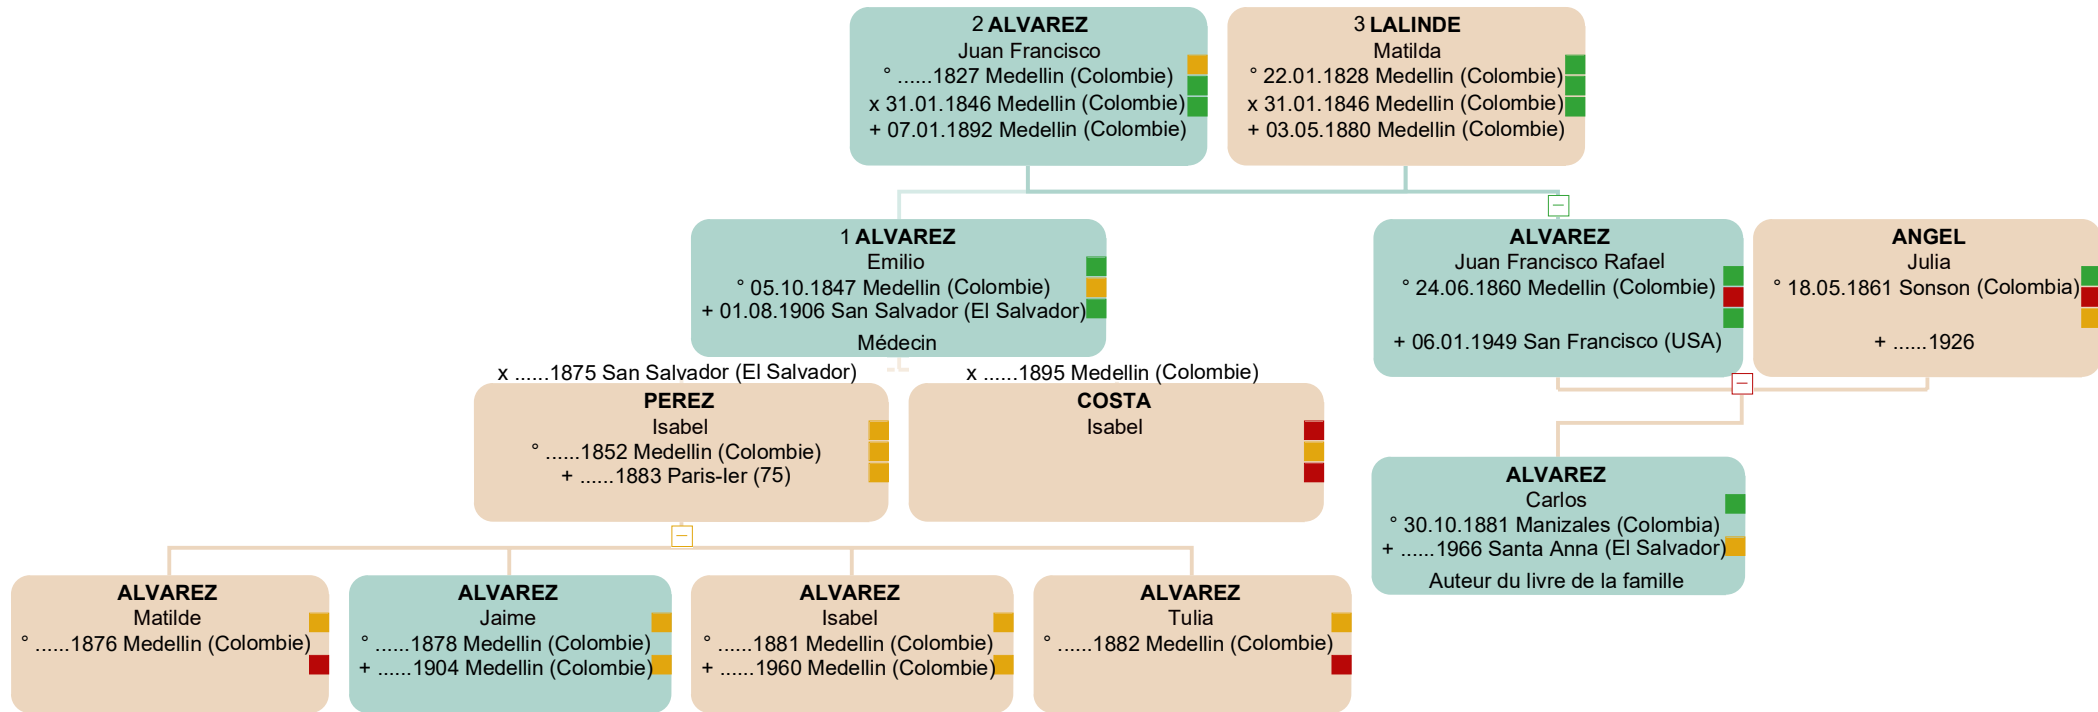 2 ALVAREZ
Juan Francisco
° ......1827 Medellin (Colombie)
x 31.01.1846 Medellin (Colombie)
+ 07.01.1892 Medellin (Colombie)
3 LALINDE
Matilda
° 22.01.1828 Medellin (Colombie)
x 31.01.1846 Medellin (Colombie)
+ 03.05.1880 Medellin (Colombie)
1 ALVAREZ
Emilio
° 05.10.1847 Medellin (Colombie)
+ 01.08.1906 San Salvador (El Salvador)
Médecin
ALVAREZ
Juan Francisco Rafael
° 24.06.1860 Medellin (Colombie)
+ 06.01.1949 San Francisco (USA)
ANGEL
Julia
° 18.05.1861 Sonson (Colombia)
+ ......1926
x ......1875 San Salvador (El Salvador)
PEREZ
Isabel
° ......1852 Medellin (Colombie)
+ ......1883 Paris-Ier (75)
x ......1895 Medellin (Colombie)
COSTA
Isabel
ALVAREZ
Carlos
° 30.10.1881 Manizales (Colombia)
+ ......1966 Santa Anna (El Salvador)
Auteur du livre de la famille
ALVAREZ
Matilde
° ......1876 Medellin (Colombie)
ALVAREZ
Jaime
° ......1878 Medellin (Colombie)
+ ......1904 Medellin (Colombie)
ALVAREZ
Isabel
° ......1881 Medellin (Colombie)
+ ......1960 Medellin (Colombie)
ALVAREZ
Tulia
° ......1882 Medellin (Colombie)